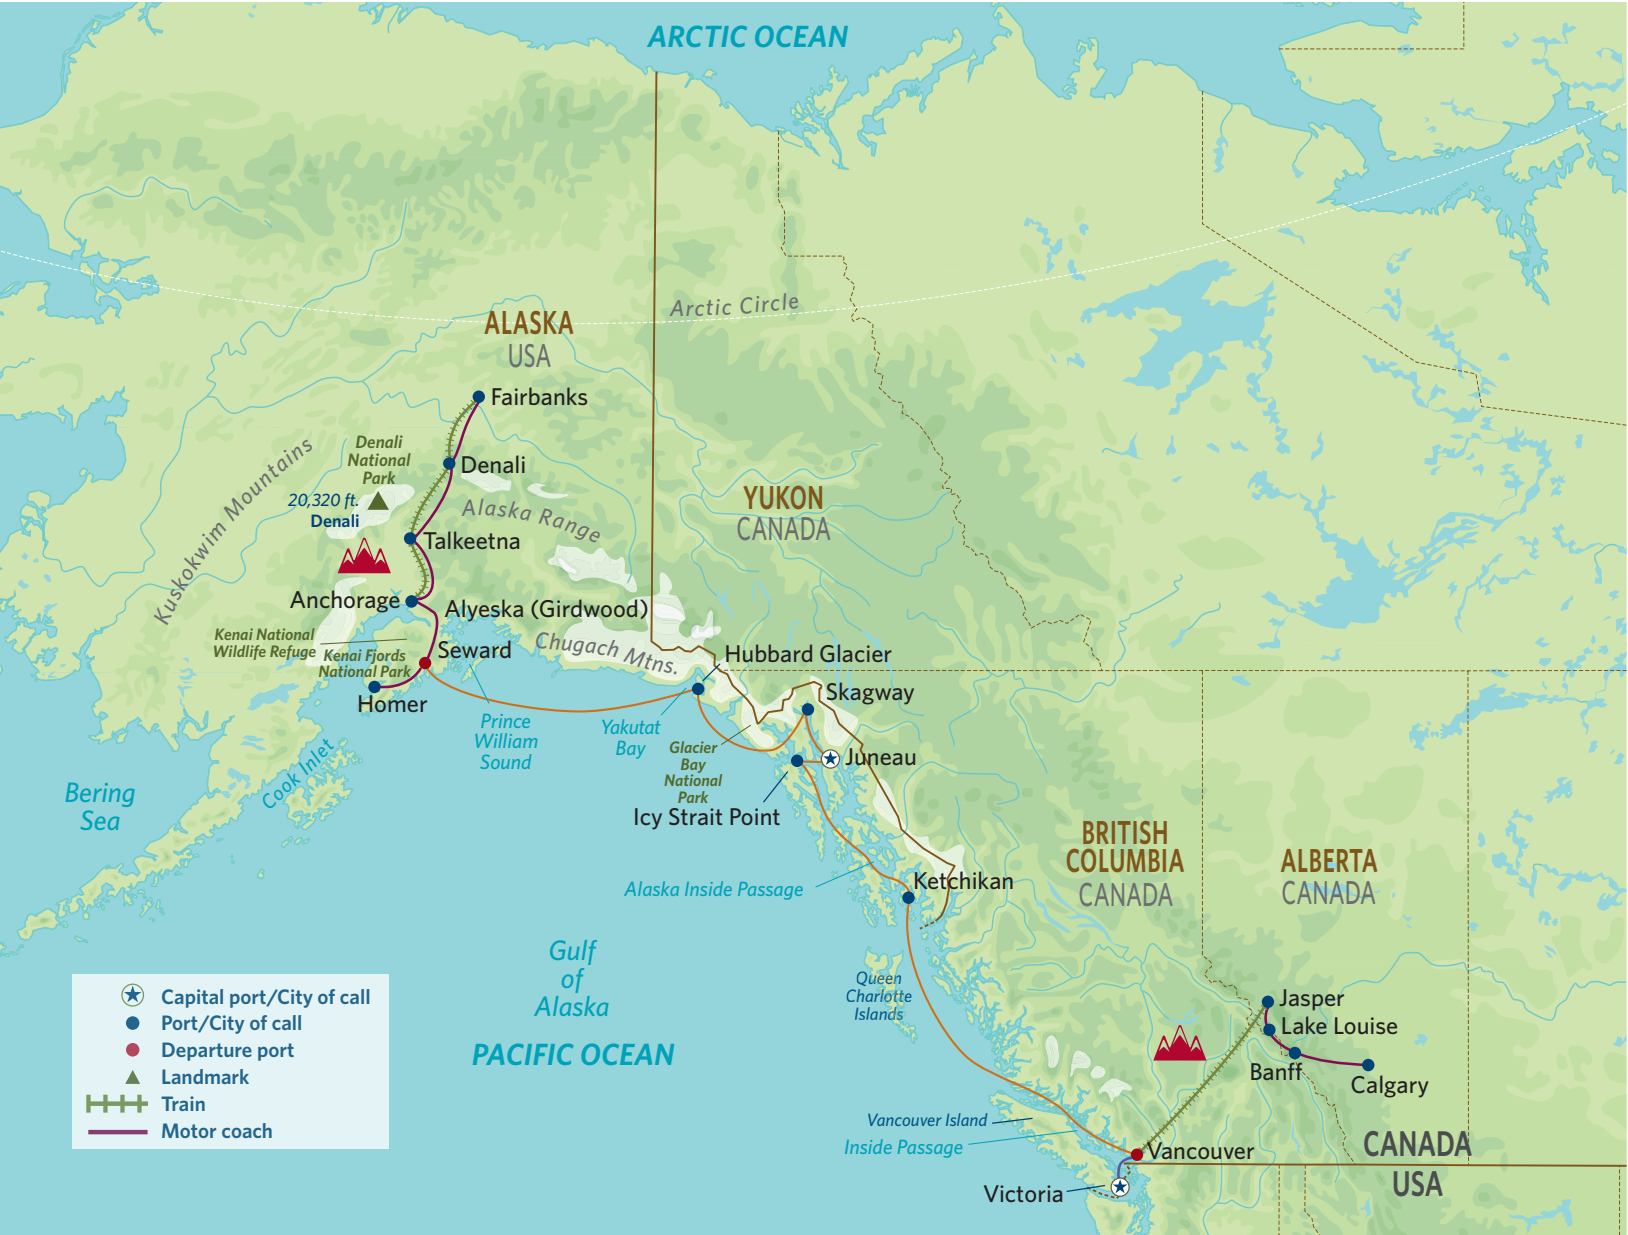 ARCTIC OCEAN
Arctic Circle
ALASKA
USA
Fairbanks
Denali
National
Park
Denali
20,320 ft.
Denali
Kuskokwim Mountains
Alaska Range
YUKON
CANADA
Talkeetna
Anchorage
Alyeska (Girdwood)
Kenai National
Wildlife Refuge
Kenai Fjords
National Park
Seward
Chugach Mtns.
Hubbard Glacier
Homer
Skagway
Prince
William
Sound
Yakutat
Bay
Glacier
Bay
National
Park
Juneau
Icy Strait Point
Cook Inlet
Bering
Sea
BRITISH
COLUMBIA
CANADA
ALBERTA
CANADA
Alaska Inside Passage
Ketchikan
Gulf
of
Alaska
PACIFIC OCEAN
Queen
Charlotte
Islands
Jasper
Lake Louise
Banff
Calgary
Vancouver Island
Inside Passage
Vancouver
Victoria
CANADA
USA
Capital port/City of call
Port/City of call
Departure port
Landmark
Train
Motor coach